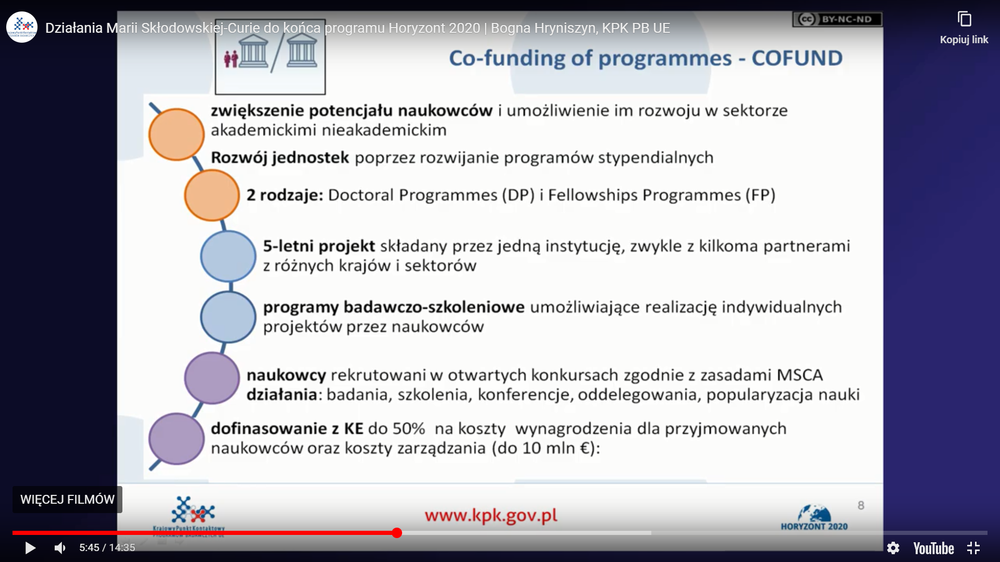 Działania Marii Skłodowskiej-Curie do końca programu Horyzont 2020 | Bogna Hryniszyn, KPK PB UE
Kopiuj link
CC BY-NC-ND
Co-funding of programmes - COFUND
zwiększenie potencjału naukowców i umożliwienie im rozwoju w sektorze
akademickimi nieakademickim
Rozwój jednostek poprzez rozwijanie programów stypendialnych
2 rodzaje: Doctoral Programmes (DP) i Fellowships Programmes (FP)
5-letni projekt składany przez jedną instytucję, zwykle z kilkoma partnerami
z różnych krajów i sektorów
programy badawczo-szkoleniowe umożliwiające realizację indywidualnych
projektów przez naukowców
naukowcy rekrutowani w otwartych konkursach zgodnie z zasadami MSCA
działania: badania, szkolenia, konferencje, oddelegowania, popularyzacja nauki
dofinasowanie z KE do 50% na koszty wynagrodzenia dla przyjmowanych
naukowców oraz koszty zarządzania (do 10 mln €):
WIĘCEJ FILMÓW
KrajowyPunktKontaktowy
PROGRAMÓW BADAWCZYCH UE
www.kpk.gov.pl
HORYZONT 2020
8
5:45 / 14:35
YouTube